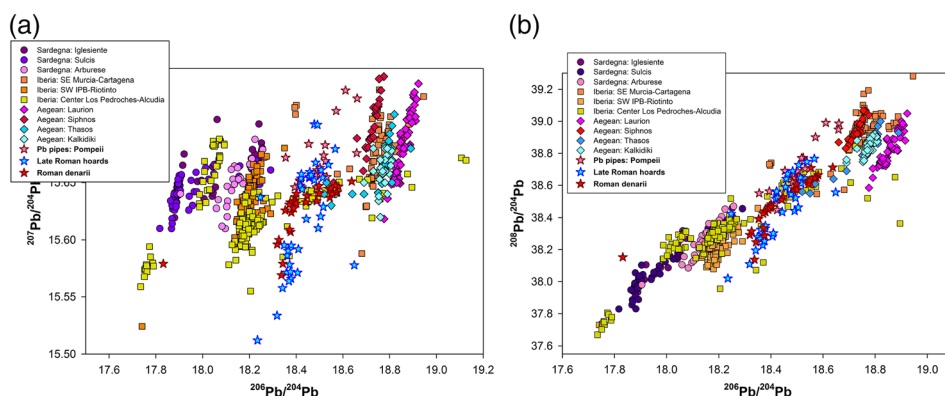 (a)
Sardegna: Iglesiente
Sardegna: Sulcis
Sardegna: Arburese
Iberia: SE Murcia-Cartagena
Iberia: SW IPB-Riotinto
Iberia: Center Los Pedroches-Alcudia
Aegean: Laurion
Aegean: Siphnos
Aegean: Thasos
Aegean: Kalkidiki
Pb pipes: Pompeii
Late Roman hoards
Roman denarii
207Pb/204Pb
15.65
15.60
15.55
15.50
17.6 17.8 18.0 18.2 18.4 18.6 18.8 19.0 19.2
206Pb/204Pb
(b)
Sardegna: Iglesiente
Sardegna: Sulcis
Sardegna: Arburese
Iberia: SE Murcia-Cartagena
Iberia: SW IPB-Riotinto
Iberia: Center Los Pedroches-Alcudia
Aegean: Laurion
Aegean: Siphnos
Aegean: Thasos
Aegean: Kalkidiki
Pb pipes: Pompeii
Late Roman hoards
Roman denarii
208Pb/204Pb
39.2
39.0
38.8
38.6
38.4
38.2
38.0
37.8
37.6
17.6 17.8 18.0 18.2 18.4 18.6 18.8 19.0
206Pb/204Pb